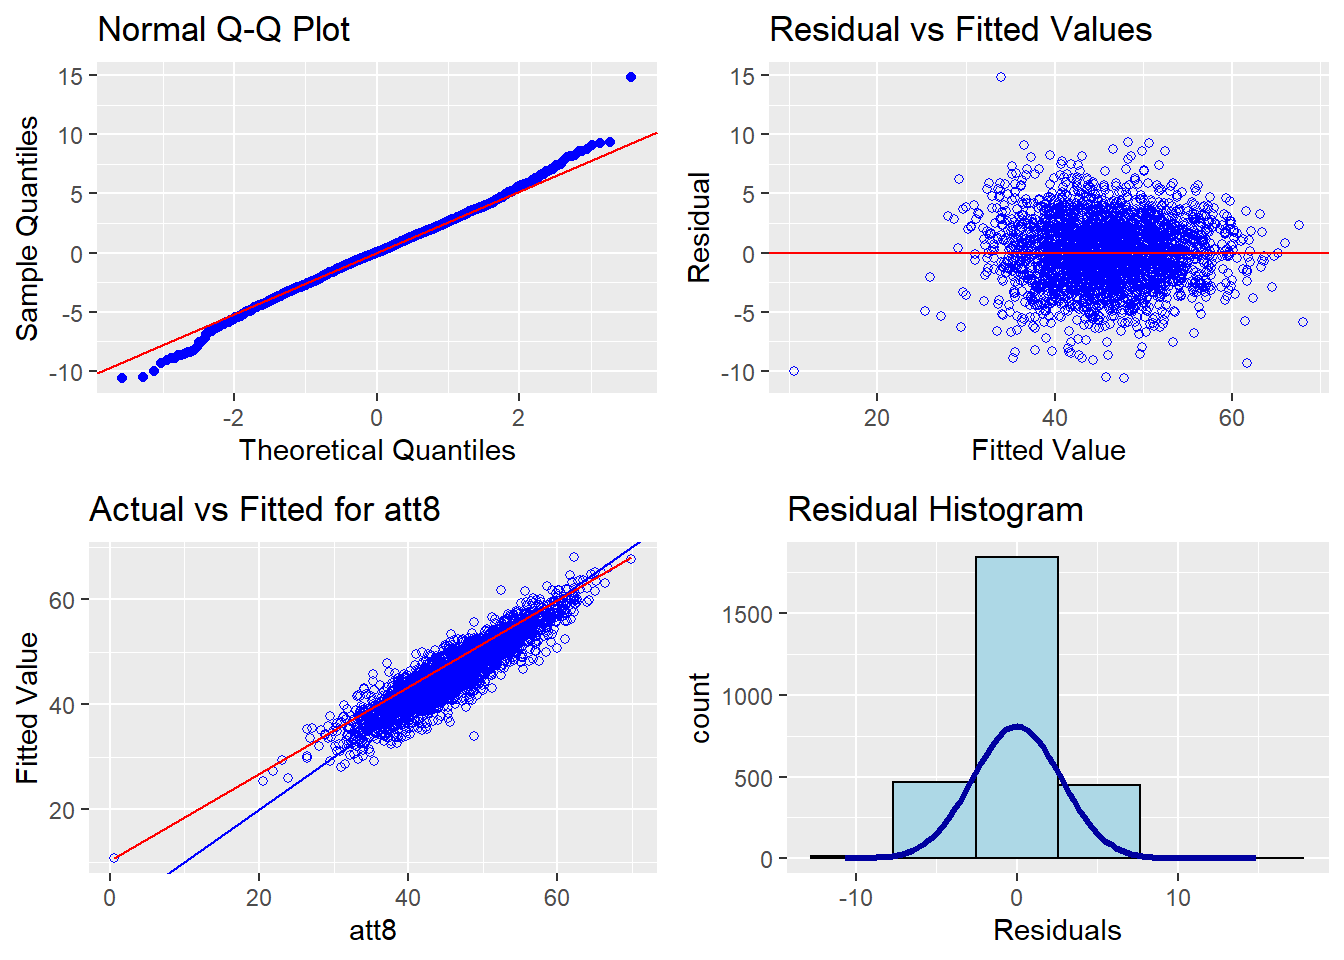 Normal Q-Q Plot
15
10
5
0
-5
-10
Sample Quantiles
-2
0
2
Theoretical Quantiles
Residual vs Fitted Values
15
10
5
0
-5
-10
Residual
20
40
60
Fitted Value
Actual vs Fitted for att8
60
40
20
Fitted Value
0
20
40
60
att8
Residual Histogram
1500
1000
500
0
count
-10
0
10
Residuals